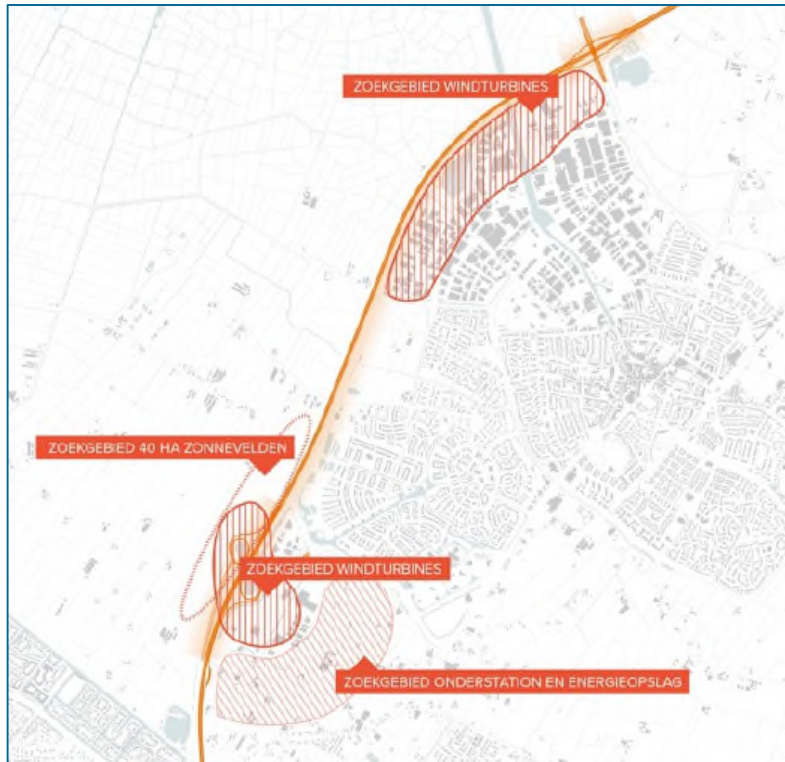 ZOEKGEBIED WINDTURBINES
ZOEKGEBIED 40 HA ZONNEVELDEN
ZOEKGEBIED WINDTURBINES
ZOEKGEBIED ONDERSTATION EN ENERGIEOPSLAG